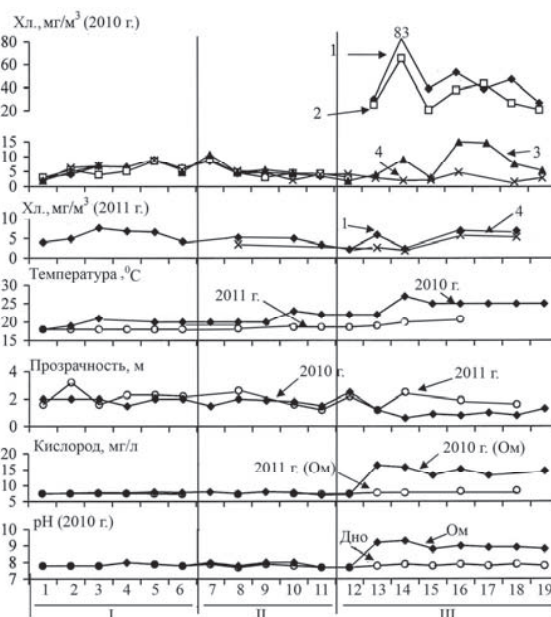 Хл., мг/м³ (2010 г.)
83
80
1
60
40
2
20
0
15
10
4
3
5
0
Хл., мг/м³ (2011 г.)
10
1
4
5
0
Температура ,⁰С
30
2010 г.
25
2011 г.
20
15
Прозрачность, м
4
2010 г.
2011 г.
2
0
Кислород, мг/л
20
2010 г. (0м)
15
2011 г. (0м)
10
5
pH (2010 г.)
10
Дно
0м
9
8
7
1 2 3 4 5 6 7 8 9 10 11 12 13 14 15 16 17 18 19
I II III